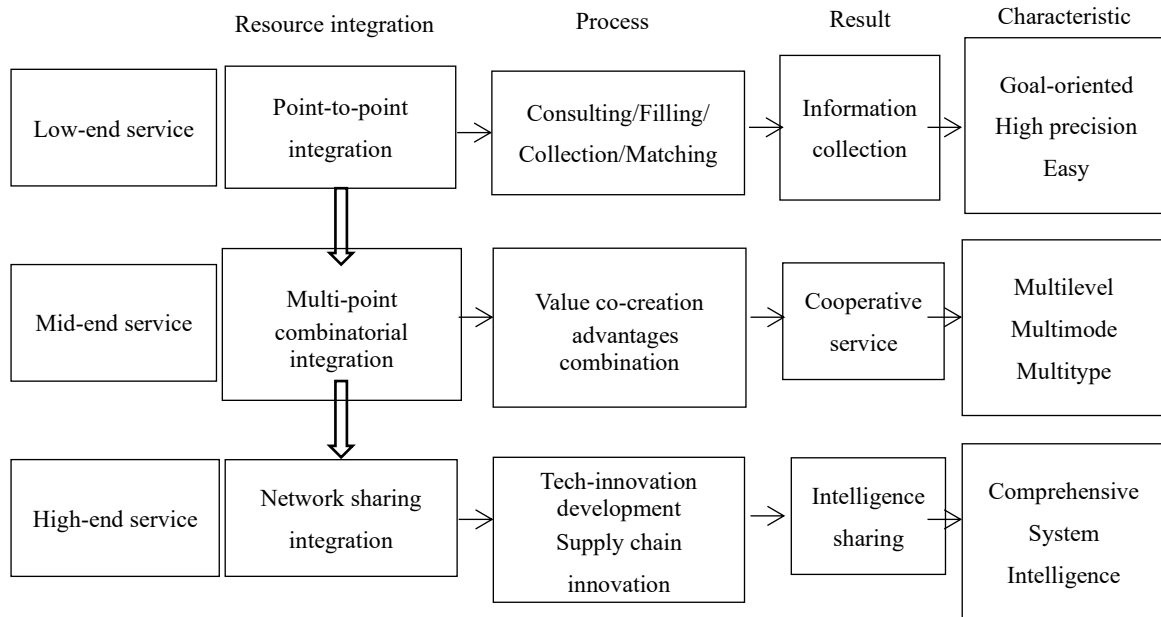 Resource integration
Process
Result
Characteristic
Low-end service
Point-to-point
integration
Consulting/Filling/
Collection/Matching
Information
collection
Goal-oriented
High precision
Easy
Mid-end service
Multi-point
combinatorial
integration
Value co-creation
advantages
combination
Cooperative
service
Multilevel
Multimode
Multitype
High-end service
Network sharing
integration
Tech-innovation
development
Supply chain
innovation
Intelligence
sharing
Comprehensive
System
Intelligence